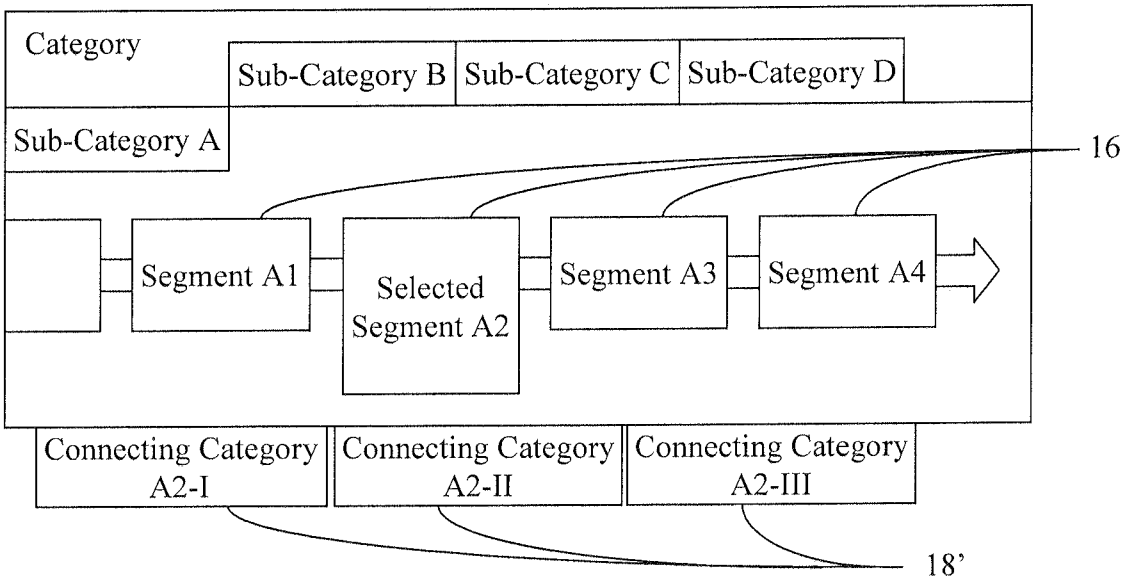 Category
Sub-Category B
Sub-Category C
Sub-Category D
Sub-Category A
16
Segment A1
Selected
Segment A2
Segment A3
Segment A4
Connecting Category
A2-I
Connecting Category
A2-II
Connecting Category
A2-III
18’